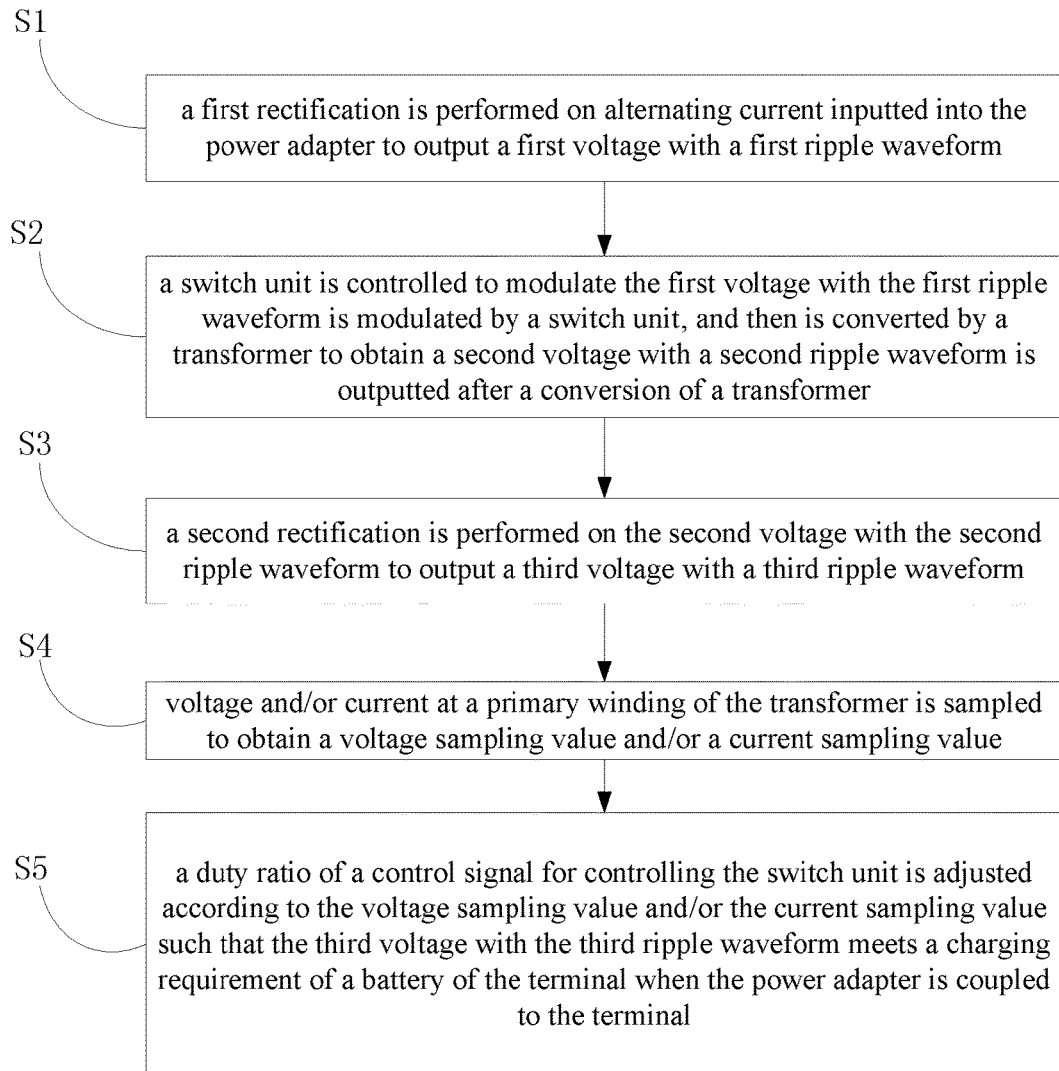 S1
a first rectification is performed on alternating current inputted into the
power adapter to output a first voltage with a first ripple waveform
S2
a switch unit is controlled to modulate the first voltage with the first ripple
waveform is modulated by a switch unit, and then is converted by a
transformer to obtain a second voltage with a second ripple waveform is
outputted after a conversion of a transformer
S3
a second rectification is performed on the second voltage with the second
ripple waveform to output a third voltage with a third ripple waveform
S4
voltage and/or current at a primary winding of the transformer is sampled
to obtain a voltage sampling value and/or a current sampling value
S5
a duty ratio of a control signal for controlling the switch unit is adjusted
according to the voltage sampling value and/or the current sampling value
such that the third voltage with the third ripple waveform meets a charging
requirement of a battery of the terminal when the power adapter is coupled
to the terminal